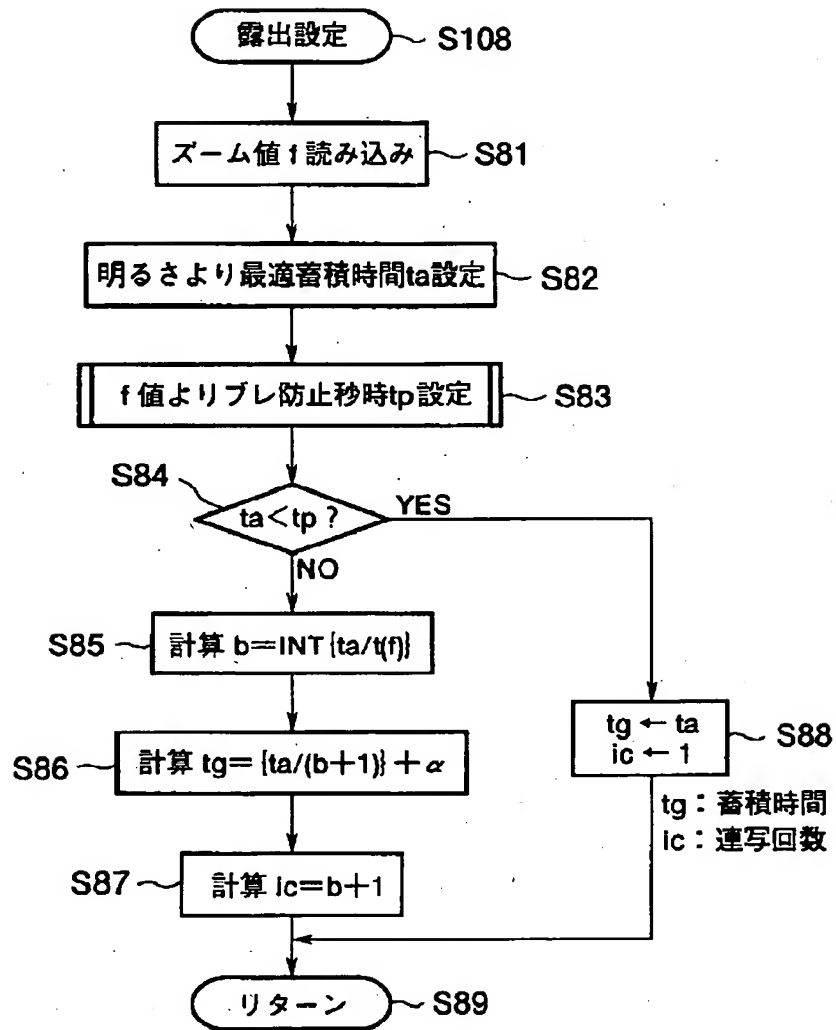 露出設定
S108
ズーム値 f 読み込み
S81
明るさより最適蓄積時間ta設定
S82
f 値よりブレ防止秒時tp設定
S83
S84
ta<tp ?
YES
NO
S85
計算 b=INT{ta/t(f)}
S86
計算 tg={ta/(b+1)}+α
tg ← ta
ic ← 1
S88
tg：蓄積時間
ic：連写回数
S87
計算 ic=b+1
リターン
S89